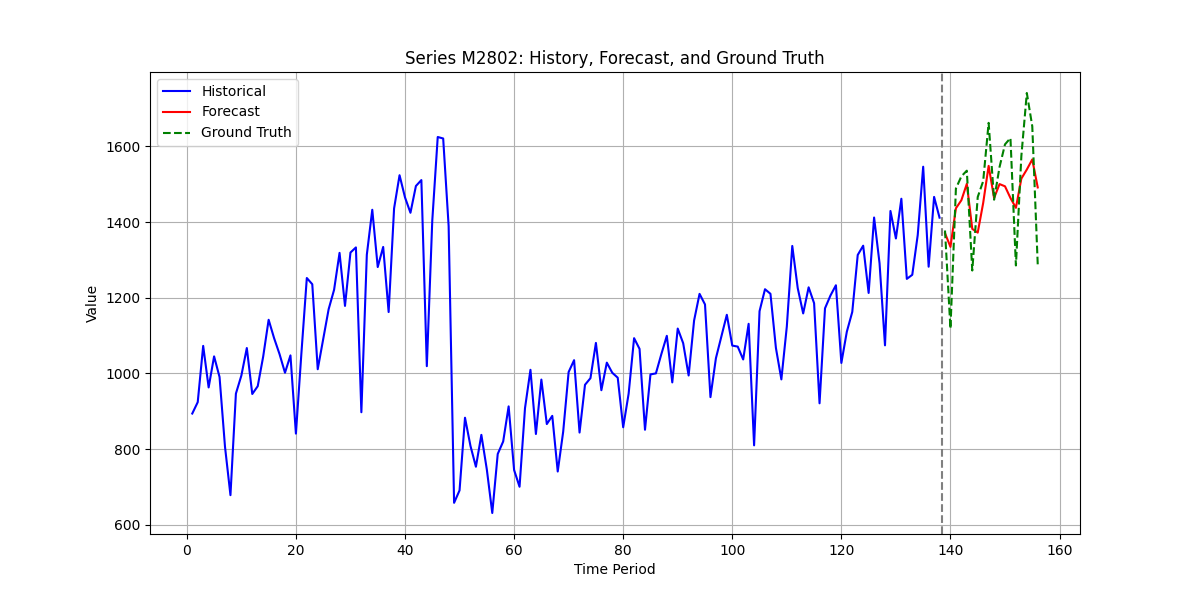 Series M2802: History, Forecast, and Ground Truth
Historical
Forecast
Ground Truth
Value
1600
1400
1200
1000
800
600
0 20 40 60 80 100 120 140 160
Time Period